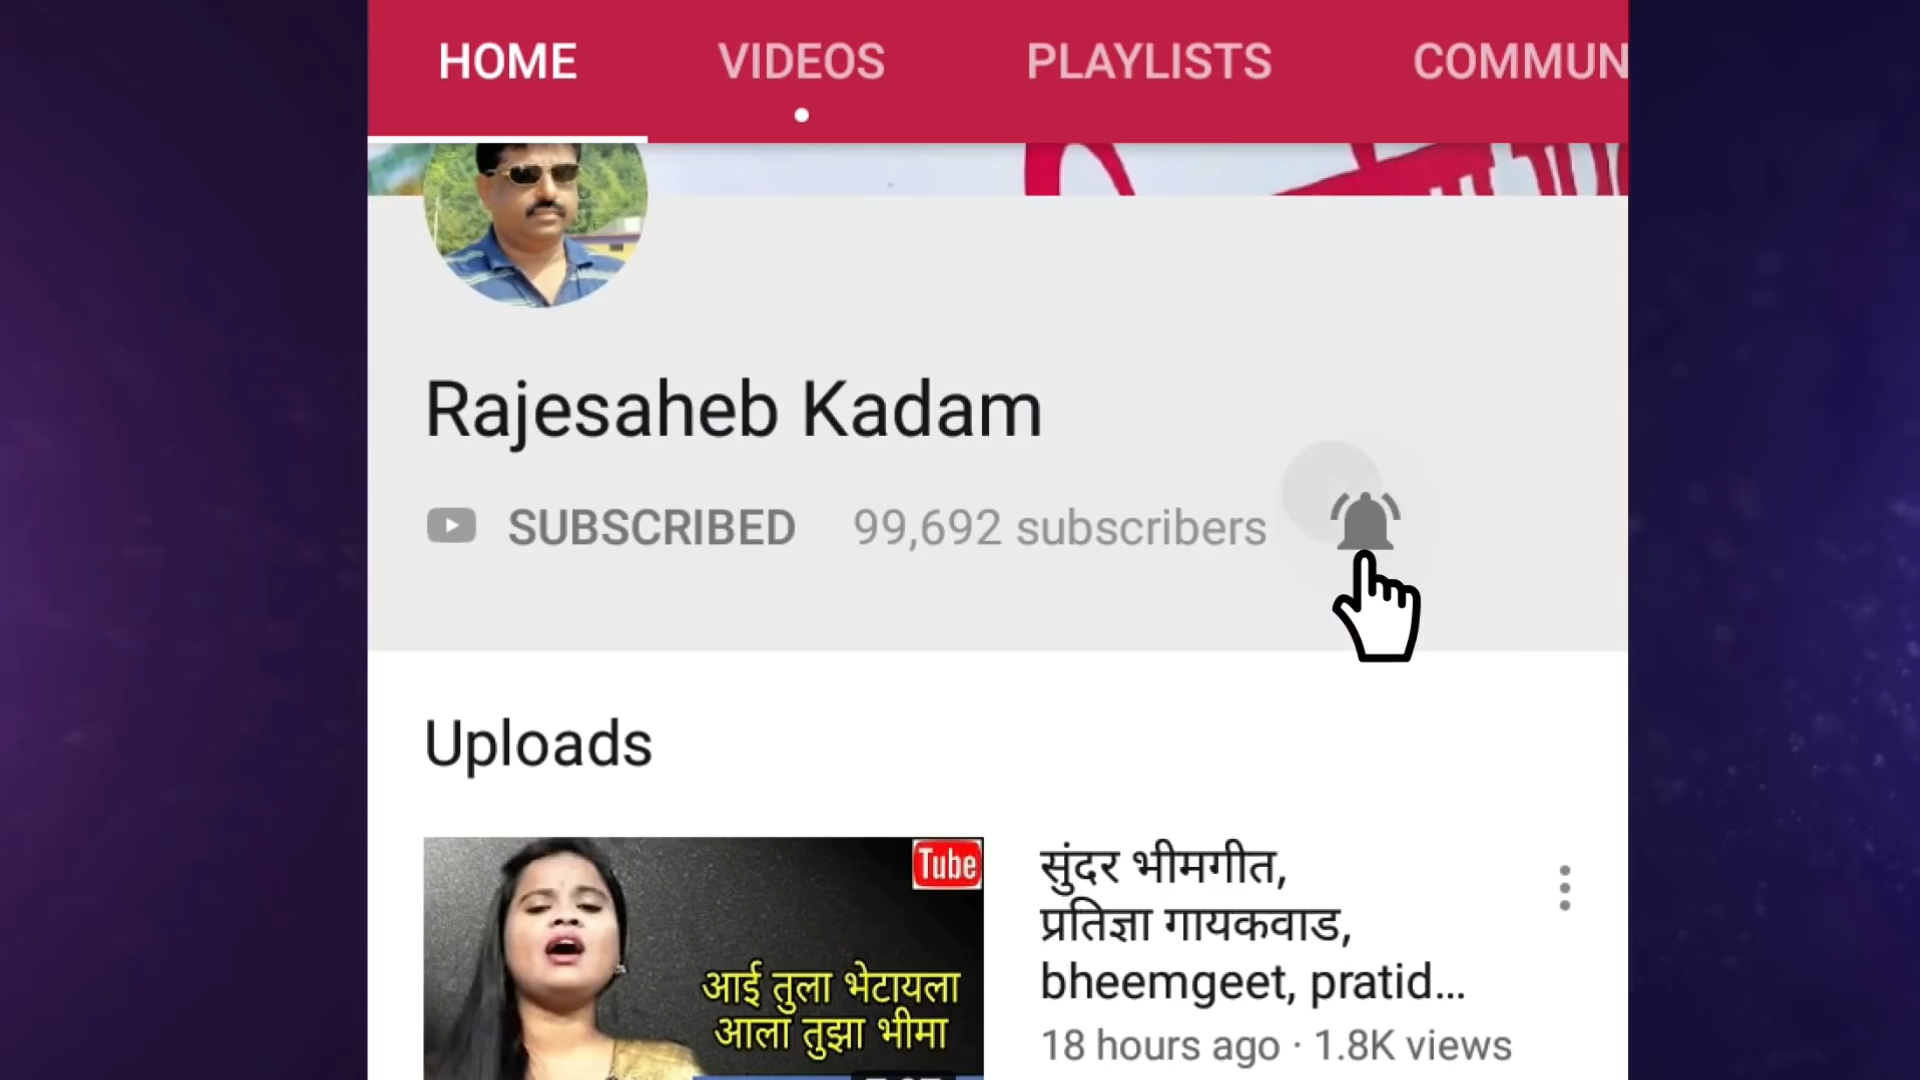 HOME VIDEOS PLAYLISTS COMMUN
Rajesaheb Kadam
SUBSCRIBED 99,692 subscribers
Uploads
Tube
आई तुला भेटायला
आला तुझा भीमा
सुंदर भीमगीत,
प्रतिज्ञा गायकवाड,
bheemgeet, pratid...
18 hours ago · 1.8K views